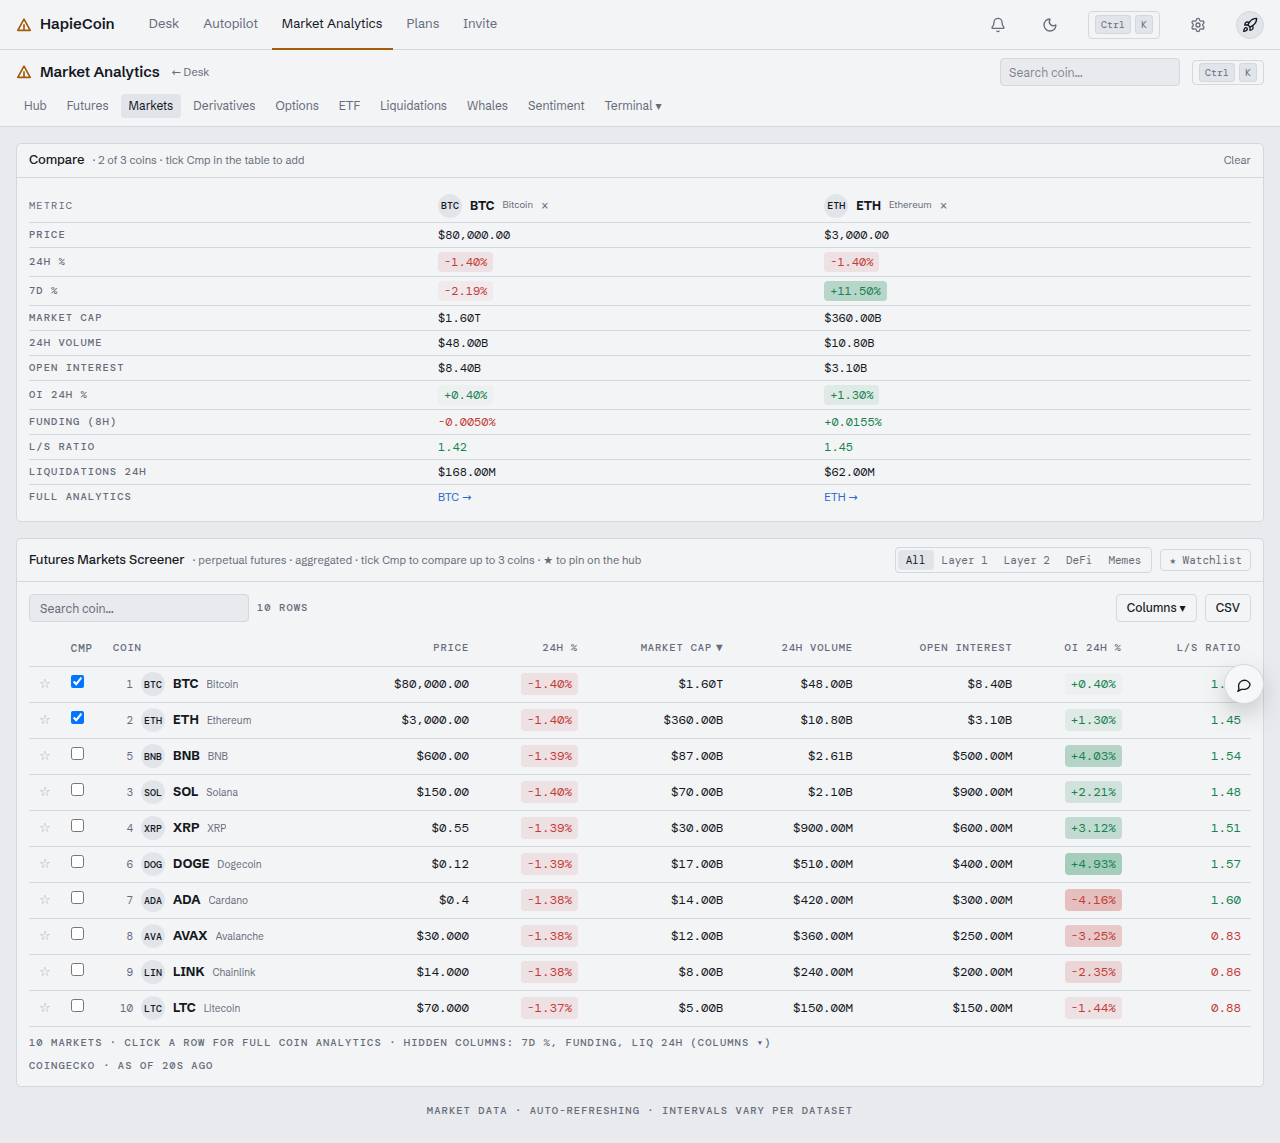 HapieCoin Desk Autopilot Market Analytics Plans Invite Ctrl K
Market Analytics ← Desk Search coin... Ctrl K
Hub Futures Markets Derivatives Options ETF Liquidations Whales Sentiment Terminal ▾
Compare · 2 of 3 coins · tick Cmp in the table to add Clear
METRIC BTC BTC Bitcoin × ETH ETH Ethereum ×
PRICE $80,000.00 $3,000.00
24H % -1.40% -1.40%
7D % -2.19% +11.50%
MARKET CAP $1.60T $360.00B
24H VOLUME $48.00B $10.80B
OPEN INTEREST $8.40B $3.10B
OI 24H % +0.40% +1.30%
FUNDING (8H) -0.0050% +0.0155%
L/S RATIO 1.42 1.45
LIQUIDATIONS 24H $168.00M $62.00M
FULL ANALYTICS BTC → ETH →
Futures Markets Screener · perpetual futures · aggregated · tick Cmp to compare up to 3 coins · ★ to pin on the hub All Layer 1 Layer 2 DeFi Memes ★ Watchlist
Search coin... 10 ROWS Columns ▾ CSV
CMP COIN PRICE 24H % MARKET CAP ▼ 24H VOLUME OPEN INTEREST OI 24H % L/S RATIO
☆ 1 BTC BTC Bitcoin $80,000.00 -1.40% $1.60T $48.00B $8.40B +0.40% 1.
☆ 2 ETH ETH Ethereum $3,000.00 -1.40% $360.00B $10.80B $3.10B +1.30% 1.45
☆ 5 BNB BNB BNB $600.00 -1.39% $87.00B $2.61B $500.00M +4.03% 1.54
☆ 3 SOL SOL Solana $150.00 -1.40% $70.00B $2.10B $900.00M +2.21% 1.48
☆ 4 XRP XRP XRP $0.55 -1.39% $30.00B $900.00M $600.00M +3.12% 1.51
☆ 6 DOG DOGE Dogecoin $0.12 -1.39% $17.00B $510.00M $400.00M +4.93% 1.57
☆ 7 ADA ADA Cardano $0.4 -1.38% $14.00B $420.00M $300.00M -4.16% 1.60
☆ 8 AVA AVAX Avalanche $30.000 -1.38% $12.00B $360.00M $250.00M -3.25% 0.83
☆ 9 LIN LINK Chainlink $14.000 -1.38% $8.00B $240.00M $200.00M -2.35% 0.86
☆ 10 LTC LTC Litecoin $70.000 -1.37% $5.00B $150.00M $150.00M -1.44% 0.88
10 MARKETS · CLICK A ROW FOR FULL COIN ANALYTICS · HIDDEN COLUMNS: 7D %, FUNDING, LIQ 24H (COLUMNS ▾)
COINGECKO · AS OF 20S AGO
MARKET DATA · AUTO-REFRESHING · INTERVALS VARY PER DATASET